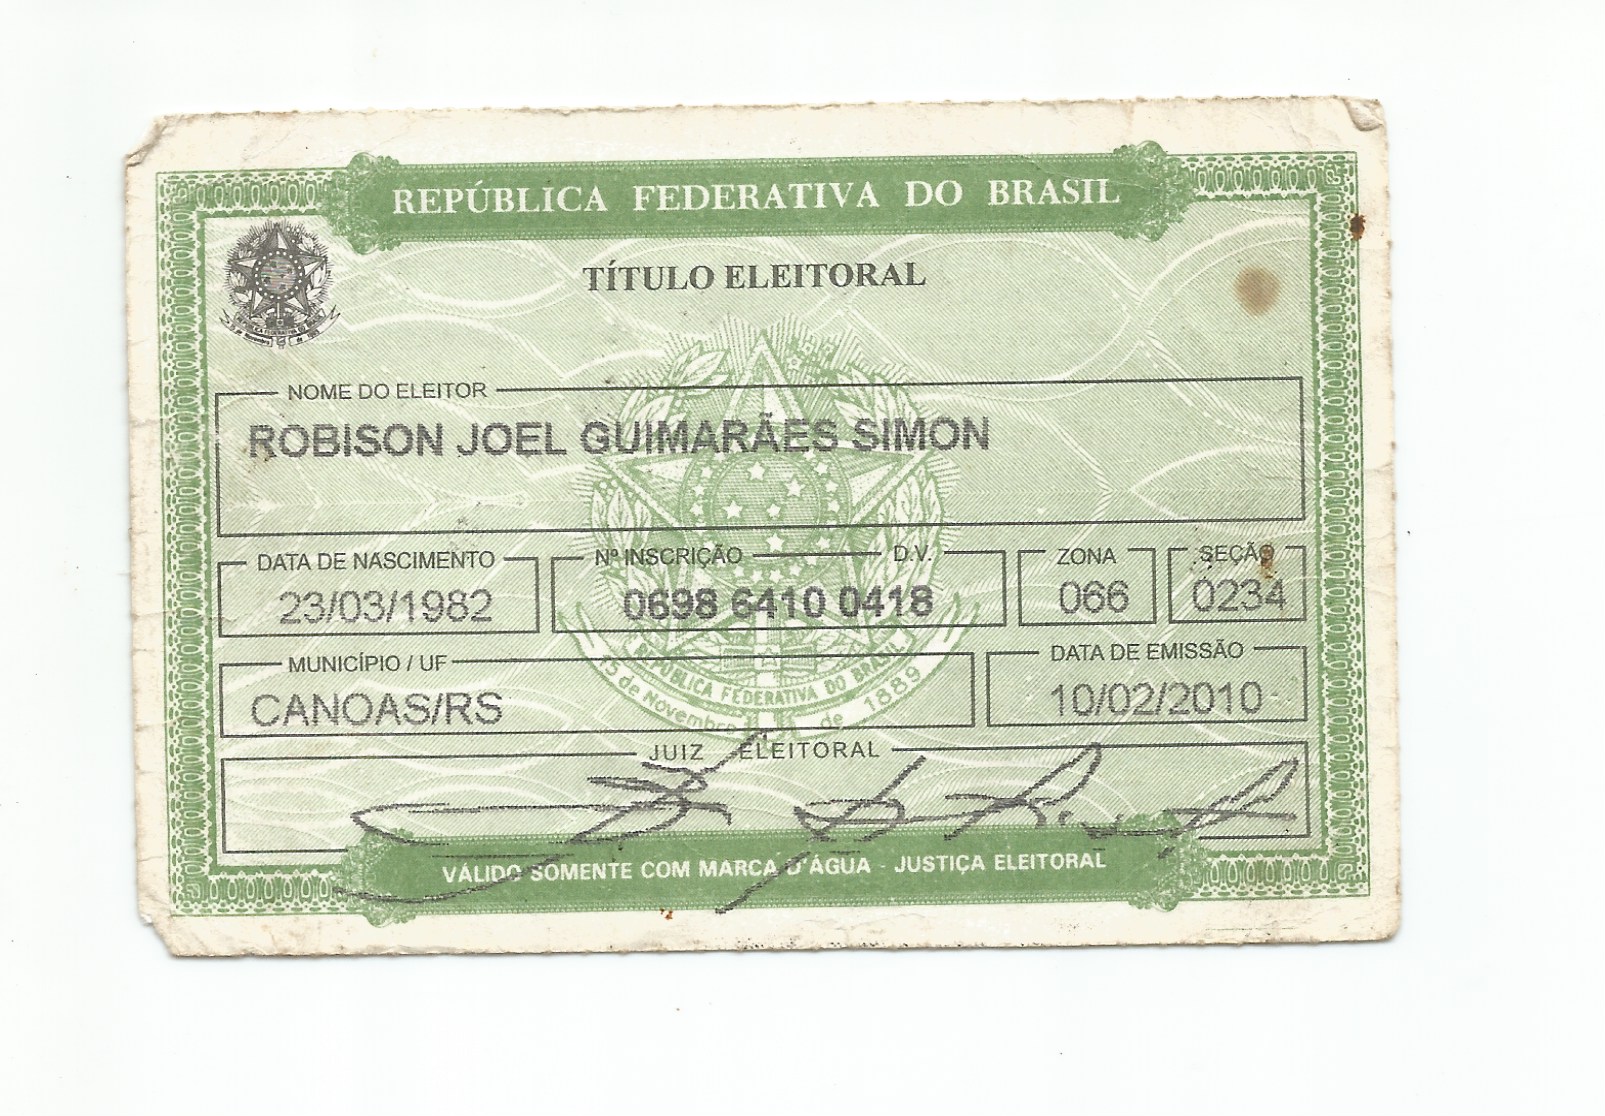 REPÚBLICA FEDERATIVA DO BRASIL
TÍTULO ELEITORAL
NOME DO ELEITOR
ROBISON JOEL GUIMARÃES SIMON
DATA DE NASCIMENTO Nº INSCRIÇÃO D.V. ZONA SEÇÃO
23/03/1982 0698 6410 0418 066 0234
MUNICÍPIO / UF DATA DE EMISSÃO
CANOAS/RS 10/02/2010
REPÚBLICA FEDERATIVA DO BRASIL
15 de Novembro de 1889
JUIZ ELEITORAL
VÁLIDO SOMENTE COM MARCA D'ÁGUA - JUSTIÇA ELEITORAL